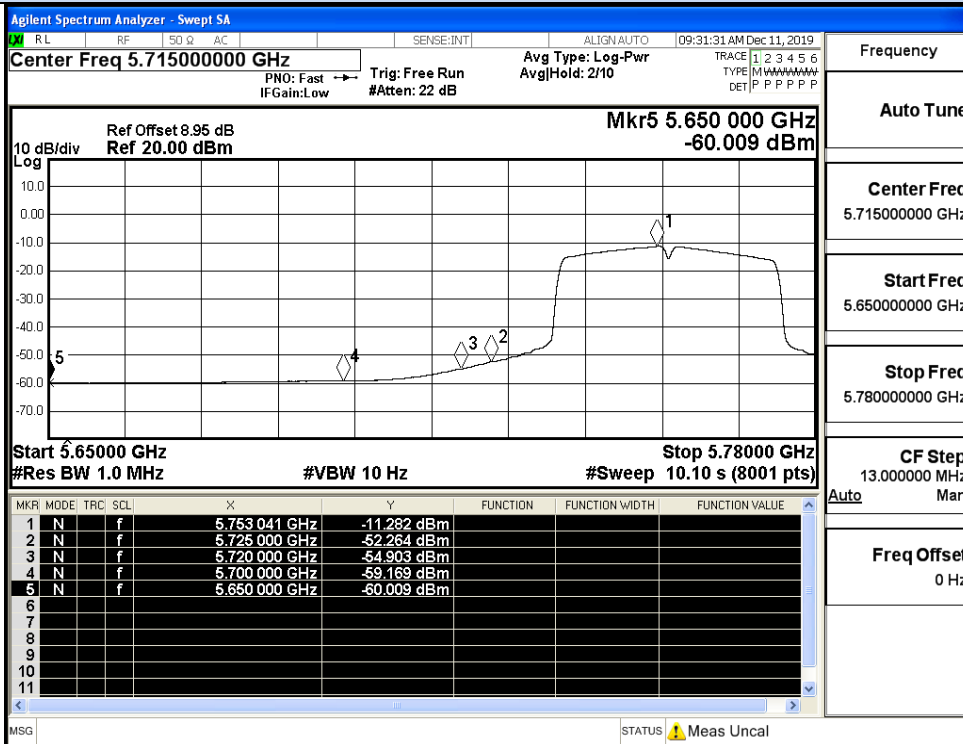 Agilent Spectrum Analyzer - Swept SA
LXI RL RF 50 Ω AC SENSE:INT ALIGN AUTO 09:31:31 AM Dec 11, 2019
Center Freq 5.715000000 GHz
PNO: Fast
IFGain:Low
Trig: Free Run
#Atten: 22 dB
Avg Type: Log-Pwr
Avg|Hold: 2/10
TRACE 1 2 3 4 5 6
TYPE M WWWWW
DET P P P P P P
Mkr5 5.650 000 GHz
-60.009 dBm
Ref Offset 8.95 dB
10 dB/div Ref 20.00 dBm
Log
10.0
0.00
-10.0
-20.0
-30.0
-40.0
-50.0
-60.0
-70.0
1
2
3
4
5
Start 5.65000 GHz Stop 5.78000 GHz
#Res BW 1.0 MHz #VBW 10 Hz #Sweep 10.10 s (8001 pts)
MKR MODE TRC SCL X Y FUNCTION FUNCTION WIDTH FUNCTION VALUE
1 N f 5.753 041 GHz -11.282 dBm
2 N f 5.725 000 GHz -52.264 dBm
3 N f 5.720 000 GHz -54.903 dBm
4 N f 5.700 000 GHz -59.169 dBm
5 N f 5.650 000 GHz -60.009 dBm
6
7
8
9
10
11
MSG STATUS Meas Uncal
Frequency
Auto Tune
Center Freq
5.715000000 GHz
Start Freq
5.650000000 GHz
Stop Freq
5.780000000 GHz
CF Step
13.000000 MHz
Auto Man
Freq Offset
0 Hz